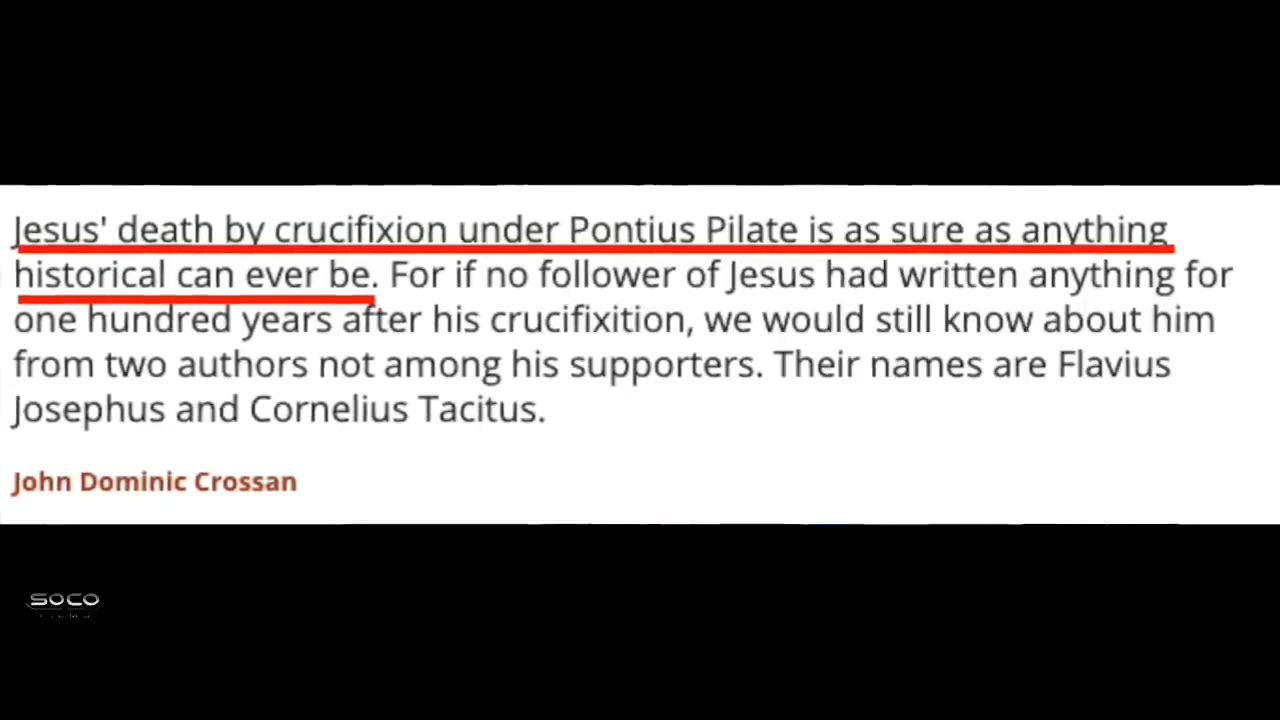 Jesus' death by crucifixion under Pontius Pilate is as sure as anything
historical can ever be. For if no follower of Jesus had written anything for
one hundred years after his crucifixition, we would still know about him
from two authors not among his supporters. Their names are Flavius
Josephus and Cornelius Tacitus.
John Dominic Crossan
SOCO
FILMS